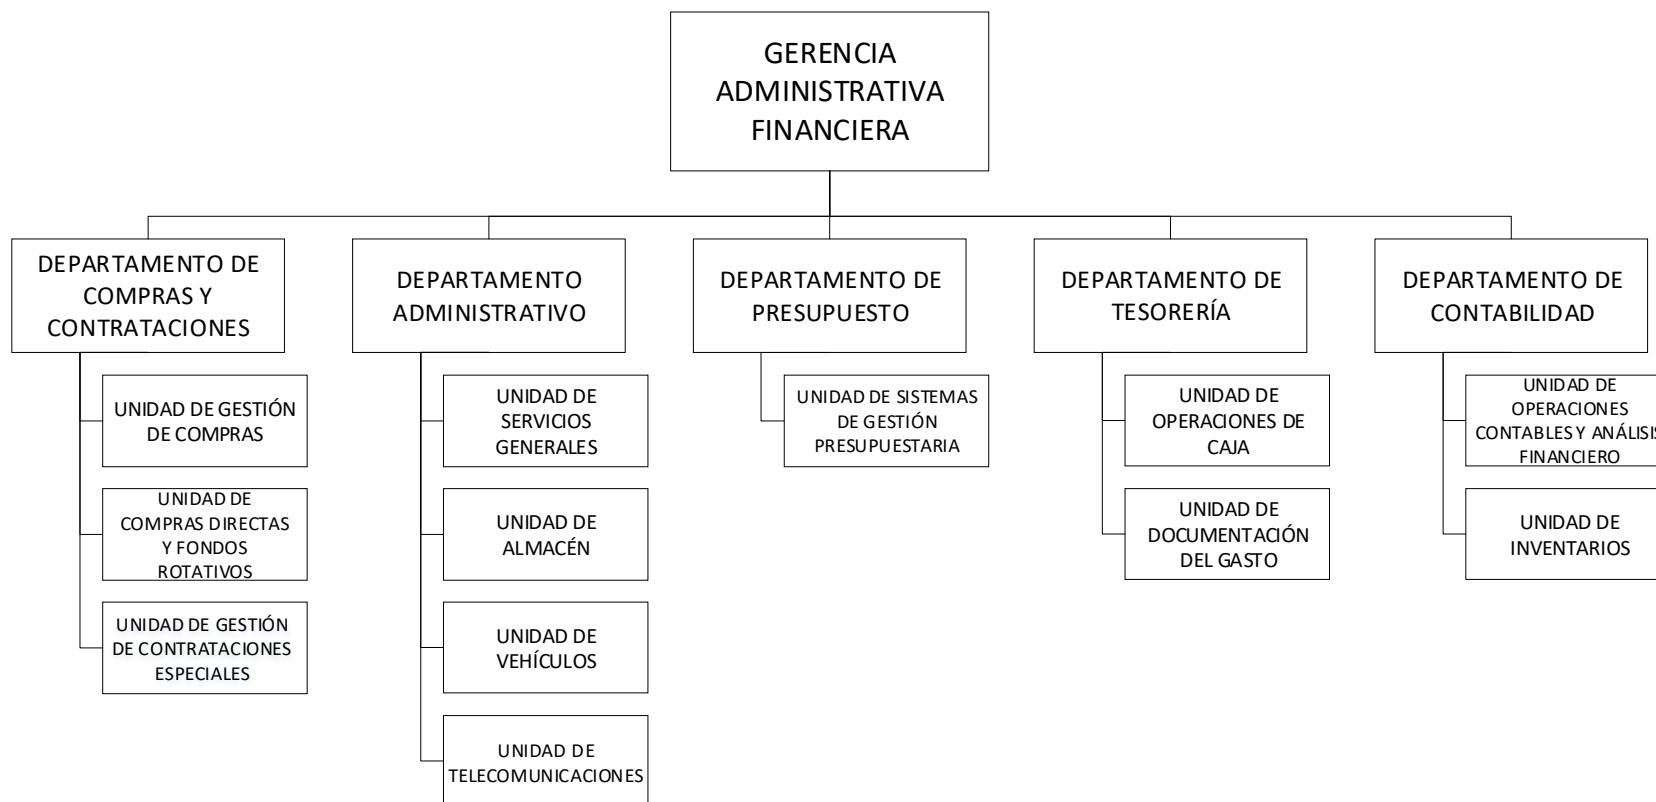 GERENCIA
ADMINISTRATIVA
FINANCIERA
DEPARTAMENTO DE
COMPRAS Y
CONTRATACIONES
DEPARTAMENTO
ADMINISTRATIVO
DEPARTAMENTO DE
PRESUPUESTO
DEPARTAMENTO DE
TESORERÍA
DEPARTAMENTO DE
CONTABILIDAD
UNIDAD DE GESTIÓN
DE COMPRAS
UNIDAD DE
COMPRAS DIRECTAS
Y FONDOS
ROTATIVOS
UNIDAD DE GESTIÓN
DE CONTRATACIONES
ESPECIALES
UNIDAD DE
SERVICIOS
GENERALES
UNIDAD DE
ALMACÉN
UNIDAD DE
VEHÍCULOS
UNIDAD DE
TELECOMUNICACIONES
UNIDAD DE SISTEMAS
DE GESTIÓN
PRESUPUESTARIA
UNIDAD DE
OPERACIONES DE
CAJA
UNIDAD DE
DOCUMENTACIÓN
DEL GASTO
UNIDAD DE
OPERACIONES
CONTABLES Y ANÁLISIS
FINANCIERO
UNIDAD DE
INVENTARIOS